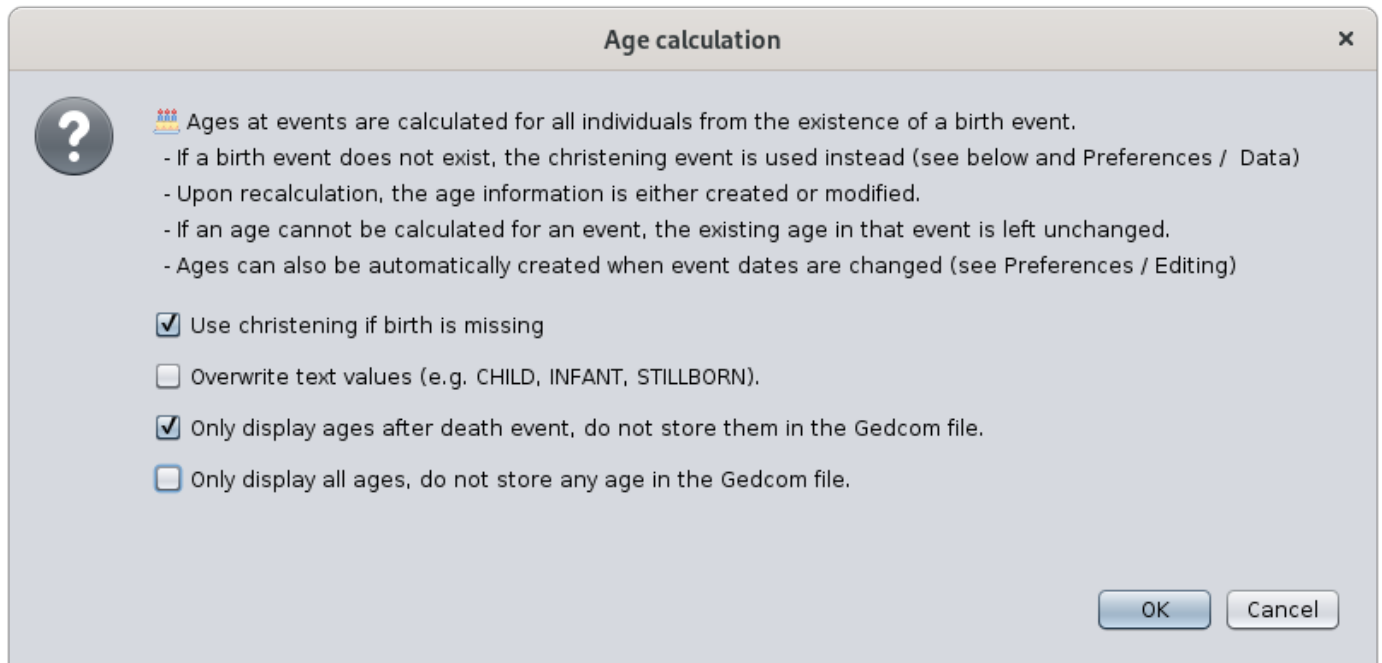 Age calculation
Ages at events are calculated for all individuals from the existence of a birth event.
- If a birth event does not exist, the christening event is used instead (see below and Preferences / Data)
- Upon recalculation, the age information is either created or modified.
- If an age cannot be calculated for an event, the existing age in that event is left unchanged.
- Ages can also be automatically created when event dates are changed (see Preferences / Editing)
Use christening if birth is missing
Overwrite text values (e.g. CHILD, INFANT, STILLBORN).
Only display ages after death event, do not store them in the Gedcom file.
Only display all ages, do not store any age in the Gedcom file.
OK Cancel